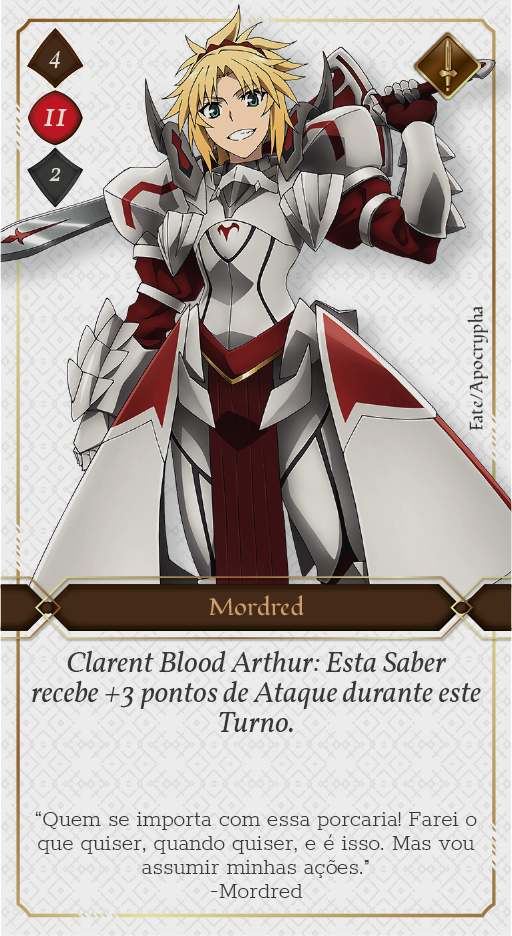 4
11
2
Fate/Apocrypha
Mordred
Clarent Blood Arthur: Esta Saber
recebe +3 pontos de Ataque durante este
Turno.
“Quem se importa com essa porcaria! Farei o
que quiser, quando quiser, e é isso. Mas vou
assumir minhas ações.”
-Mordred